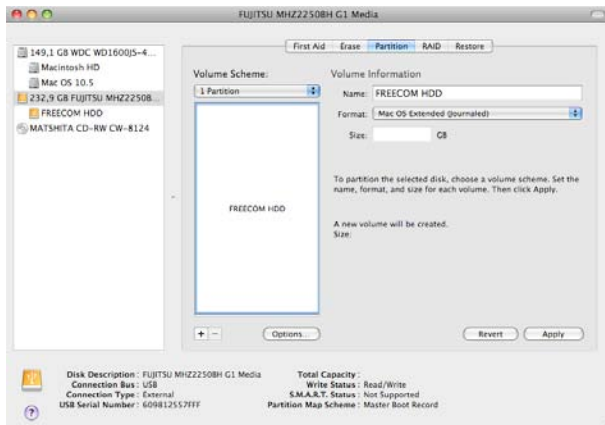 FUJITSU MHZ2250BH G1 Media
First Aid Erase Partition RAID Restore
149,1 GB WDC WD1600JS-4...
Macintosh HD
Mac OS 10.5
232,9 GB FUJITSU MHZ2250B...
FREECOM HDD
MATSHITA CD-RW CW-8124
Volume Scheme:
1 Partition
FREECOM HDD
+ −
Options...
Volume Information
Name: FREECOM HDD
Format: Mac OS Extended (Journaled)
Size: GB
To partition the selected disk, choose a volume scheme. Set the
name, format, and size for each volume. Then click Apply.
A new volume will be created.
Size:
Revert Apply
Disk Description : FUJITSU MHZ2250BH G1 Media
Connection Bus : USB
Connection Type : External
USB Serial Number : 609812557FFF
Total Capacity :
Write Status : Read/Write
S.M.A.R.T. Status : Not Supported
Partition Map Scheme : Master Boot Record
?